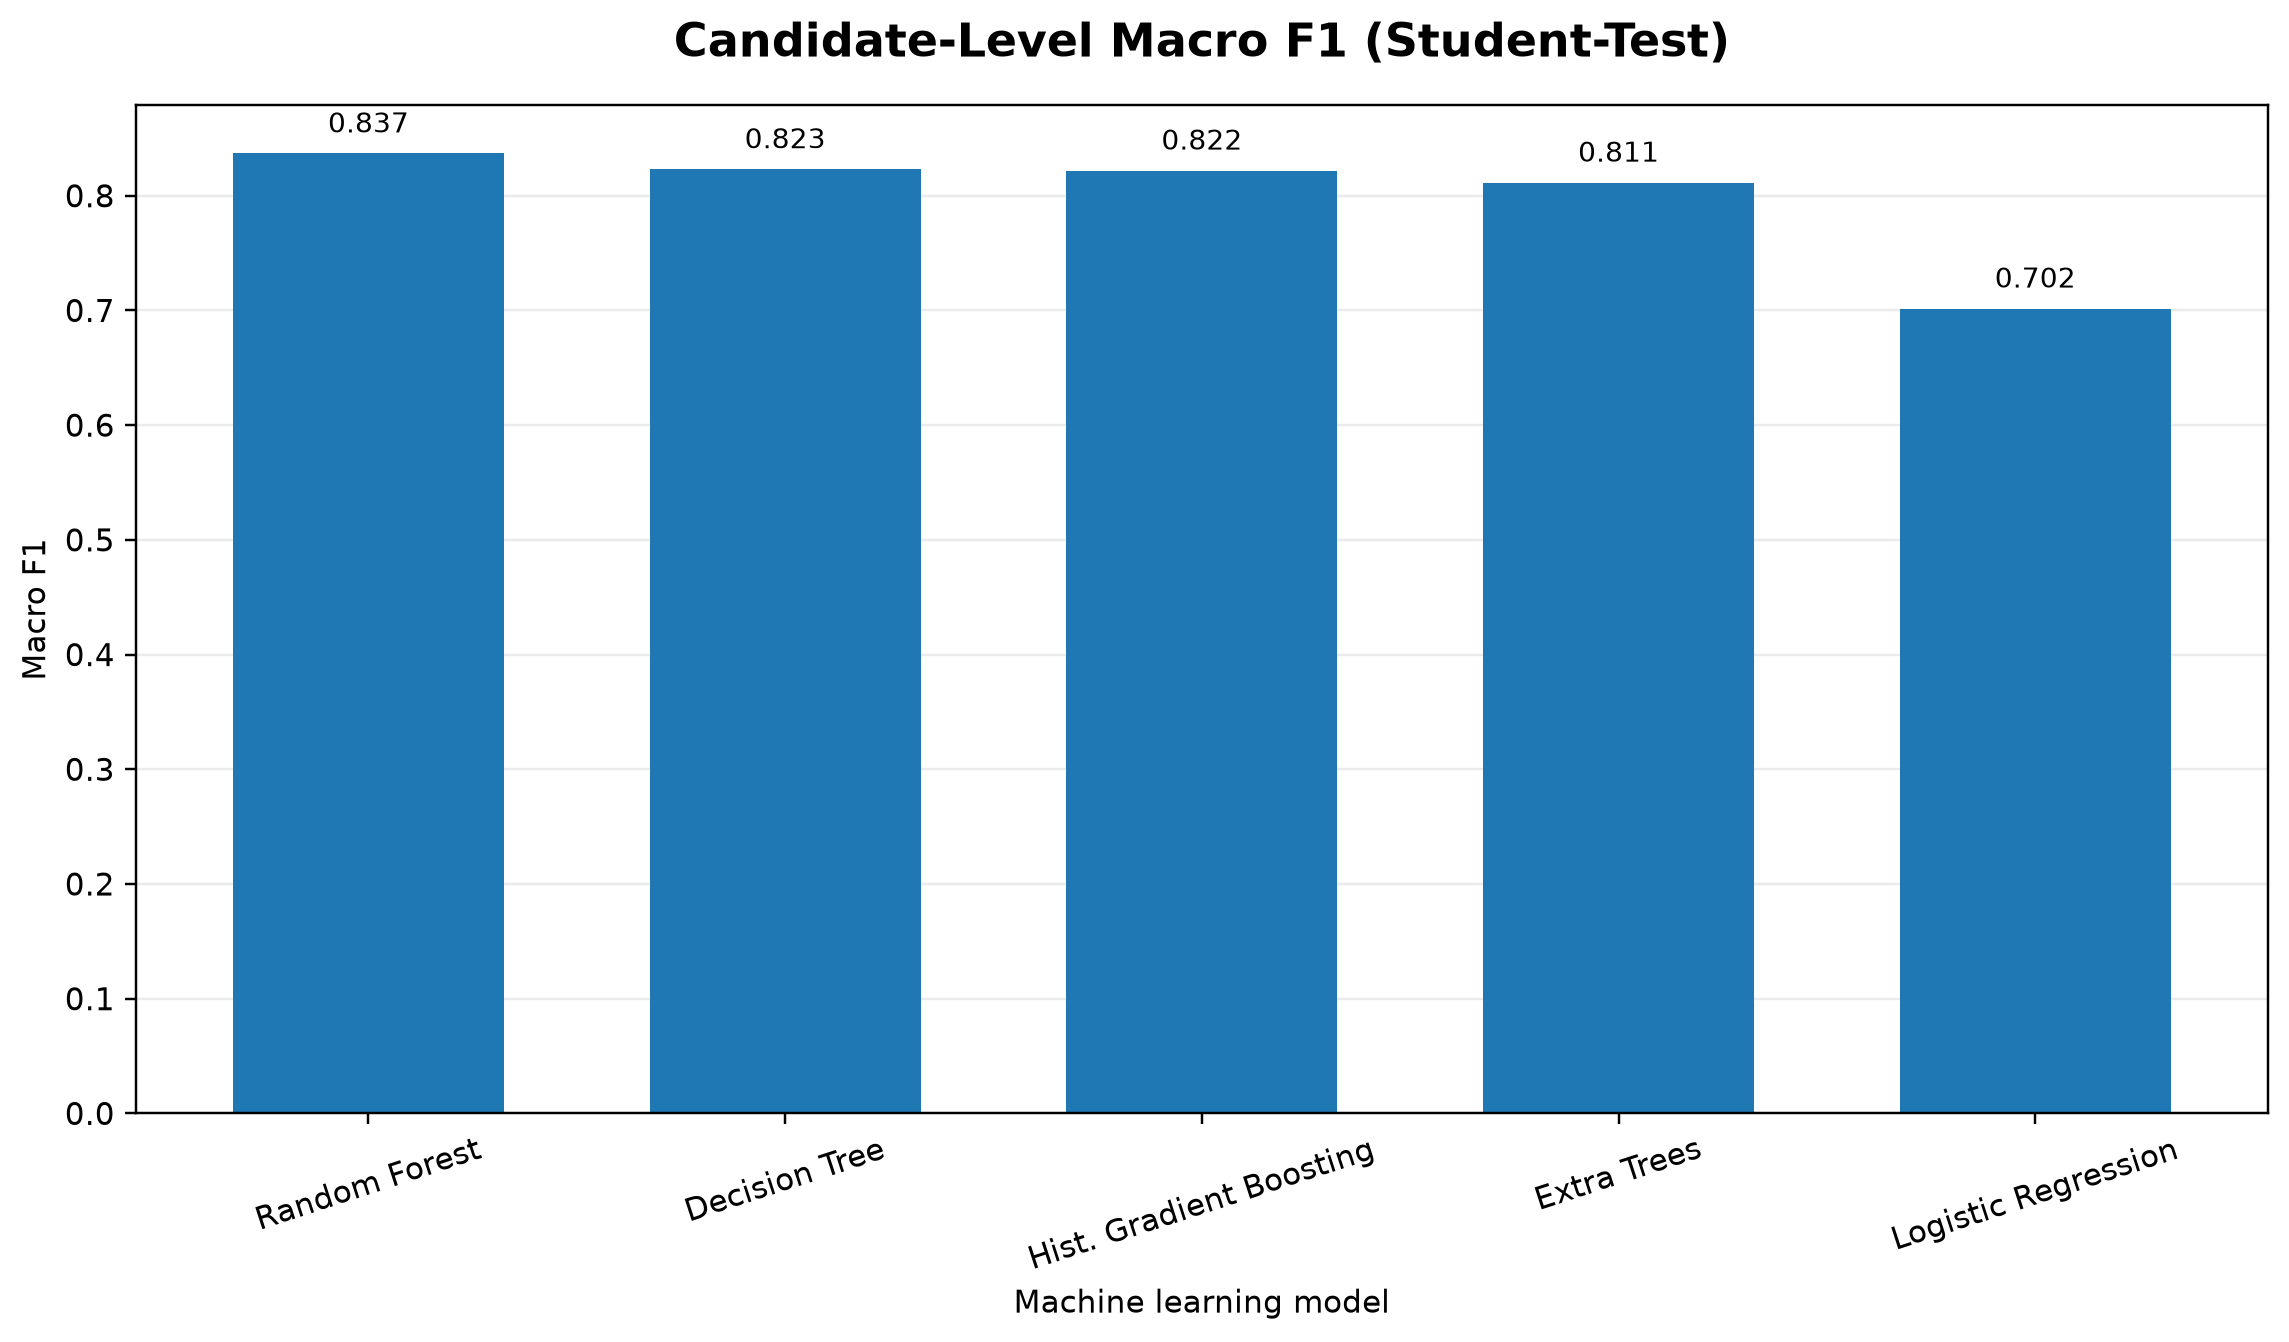 Candidate-Level Macro F1 (Student-Test)
0.837
0.823
0.822
0.811
0.702
Macro F1
0.8
0.7
0.6
0.5
0.4
0.3
0.2
0.1
0.0
Random Forest
Decision Tree
Hist. Gradient Boosting
Extra Trees
Logistic Regression
Machine learning model